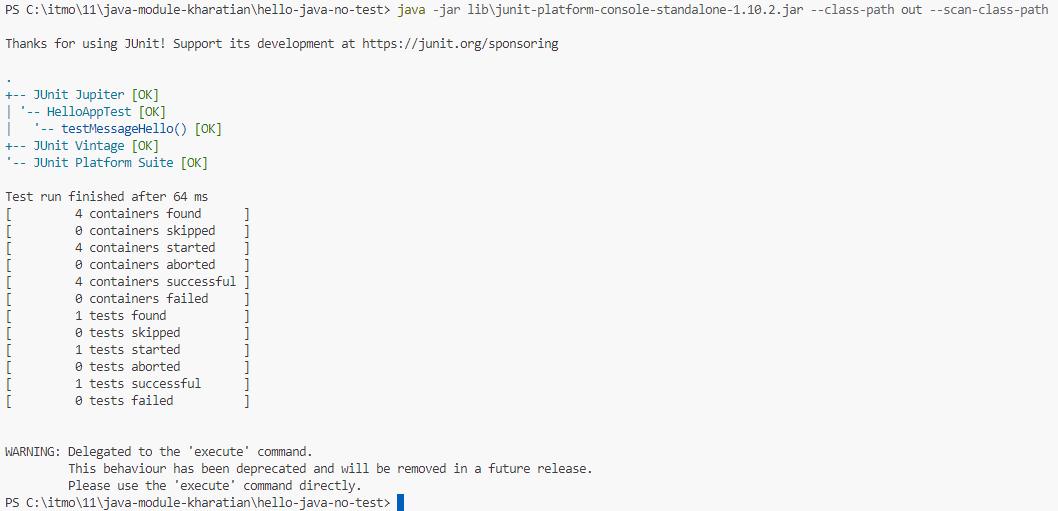 PS C:\itmo\11\java-module-kharatian\hello-java-no-test> java -jar lib\junit-platform-console-standalone-1.10.2.jar --class-path out --scan-class-path
Thanks for using JUnit! Support its development at https://junit.org/sponsoring
.
+-- JUnit Jupiter [OK]
| '-- HelloAppTest [OK]
|   '-- testMessageHello() [OK]
+-- JUnit Vintage [OK]
'-- JUnit Platform Suite [OK]
Test run finished after 64 ms
[         4 containers found      ]
[         0 containers skipped    ]
[         4 containers started    ]
[         0 containers aborted    ]
[         4 containers successful ]
[         0 containers failed     ]
[         1 tests found           ]
[         0 tests skipped         ]
[         1 tests started         ]
[         0 tests aborted         ]
[         1 tests successful      ]
[         0 tests failed          ]
WARNING: Delegated to the 'execute' command.
         This behaviour has been deprecated and will be removed in a future release.
         Please use the 'execute' command directly.
PS C:\itmo\11\java-module-kharatian\hello-java-no-test>